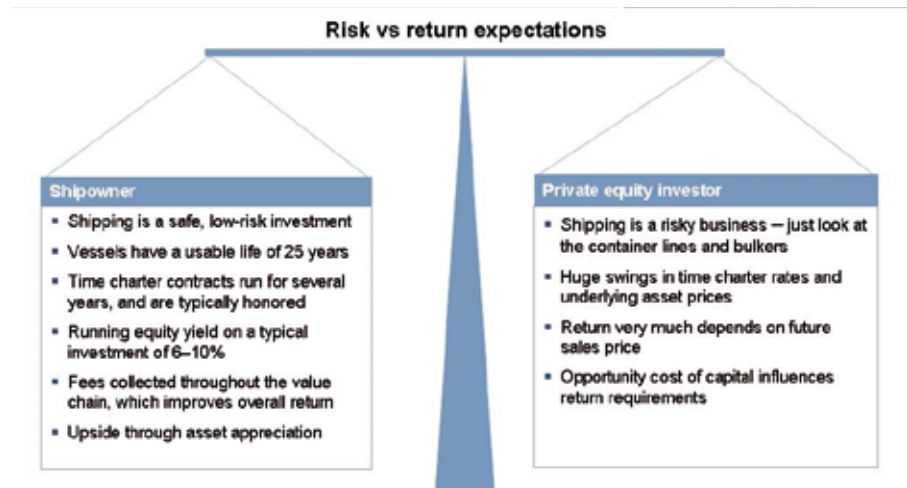 Risk vs return expectations
Shipowner
▪ Shipping is a safe, low-risk investment
▪ Vessels have a usable life of 25 years
▪ Time charter contracts run for several
years, and are typically honored
▪ Running equity yield on a typical
investment of 6–10%
▪ Fees collected throughout the value
chain, which improves overall return
▪ Upside through asset appreciation
Private equity investor
▪ Shipping is a risky business – just look at
the container lines and bulkers
▪ Huge swings in time charter rates and
underlying asset prices
▪ Return very much depends on future
sales price
▪ Opportunity cost of capital influences
return requirements